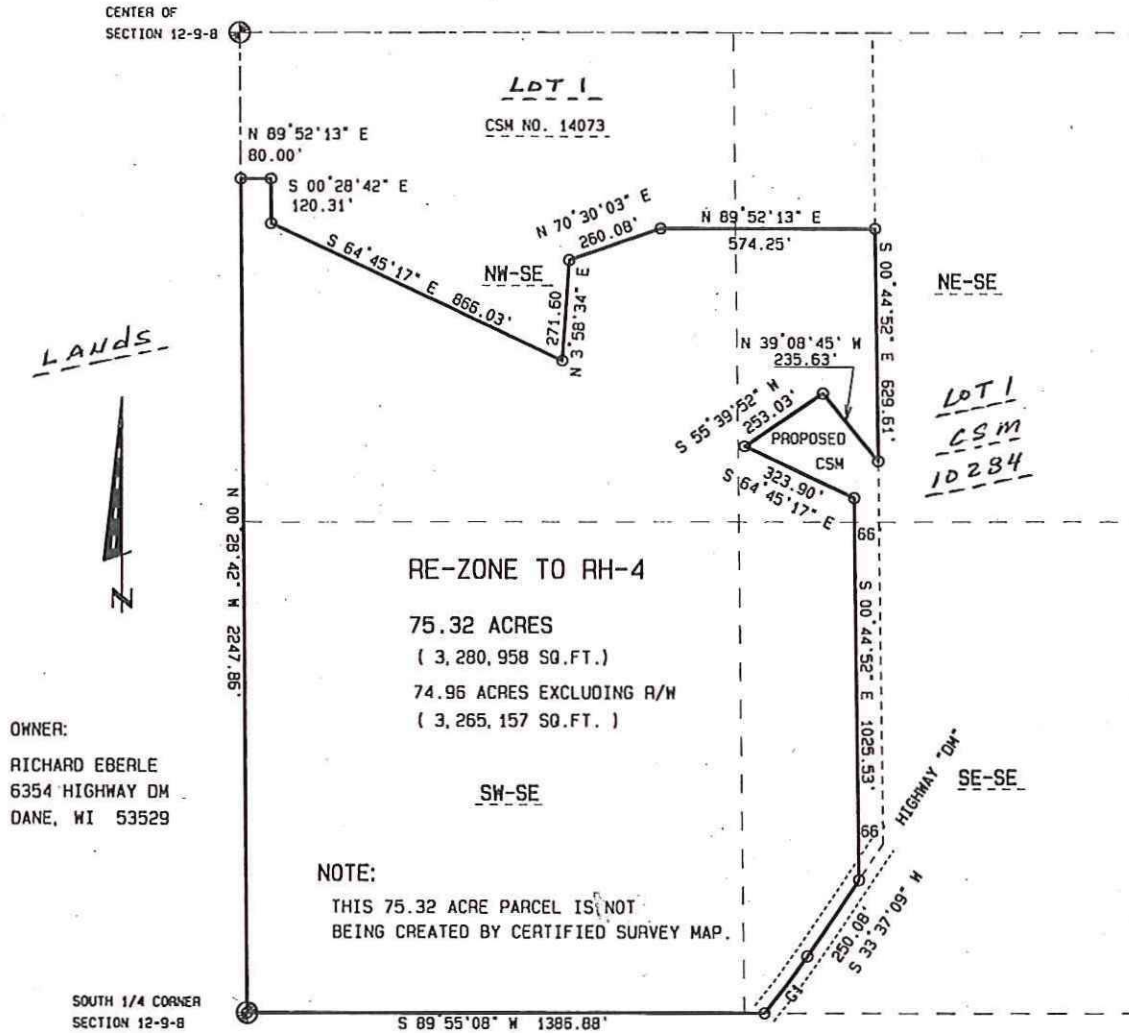 CENTER OF
SECTION 12-9-8
LOT 1
CSM NO. 14073
N 89°52'13" E
80.00'
S 00°28'42" E
120.31'
S 64°45'17" E 866.03'
N 70°30'03" E
260.08'
N 89°52'13" E
574.25'
NW-SE
271.60
N 3°58'34" E
S 00°44'52" E 629.61'
NE-SE
LANDS
N 39°08'45" W
235.63'
S 55°39'52" W
253.03'
PROPOSED
CSM
323.90'
S 64°45'17" E
LOT 1
CSM
10284
N 00°28'42" W 2247.86'
N
66'
RE-ZONE TO RH-4
75.32 ACRES
( 3,280,958 SQ.FT.)
74.96 ACRES EXCLUDING R/W
( 3,265,157 SQ.FT. )
S 00°44'52" E 1025.53'
OWNER:
RICHARD EBERLE
6354 HIGHWAY DM
DANE, WI 53529
SW-SE
HIGHWAY "DM"
SE-SE
66'
NOTE:
THIS 75.32 ACRE PARCEL IS NOT
BEING CREATED BY CERTIFIED SURVEY MAP.
250.08'
S 33°37'09" W
C1
SOUTH 1/4 CORNER
SECTION 12-9-8
S 89°55'08" W 1386.88'